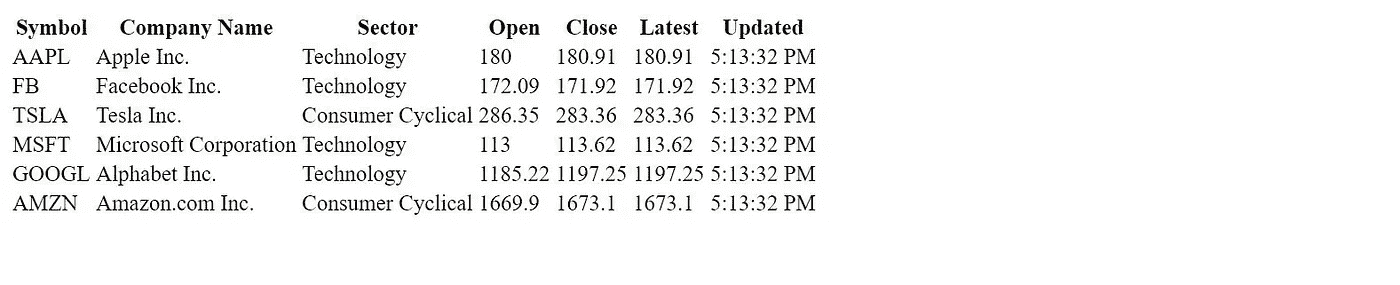 Symbol Company Name Sector Open Close Latest Updated
AAPL Apple Inc. Technology 180 180.91 180.91 5:13:32 PM
FB Facebook Inc. Technology 172.09 171.92 171.92 5:13:32 PM
TSLA Tesla Inc. Consumer Cyclical 286.35 283.36 283.36 5:13:32 PM
MSFT Microsoft Corporation Technology 113 113.62 113.62 5:13:32 PM
GOOGL Alphabet Inc. Technology 1185.22 1197.25 1197.25 5:13:32 PM
AMZN Amazon.com Inc. Consumer Cyclical 1669.9 1673.1 1673.1 5:13:32 PM